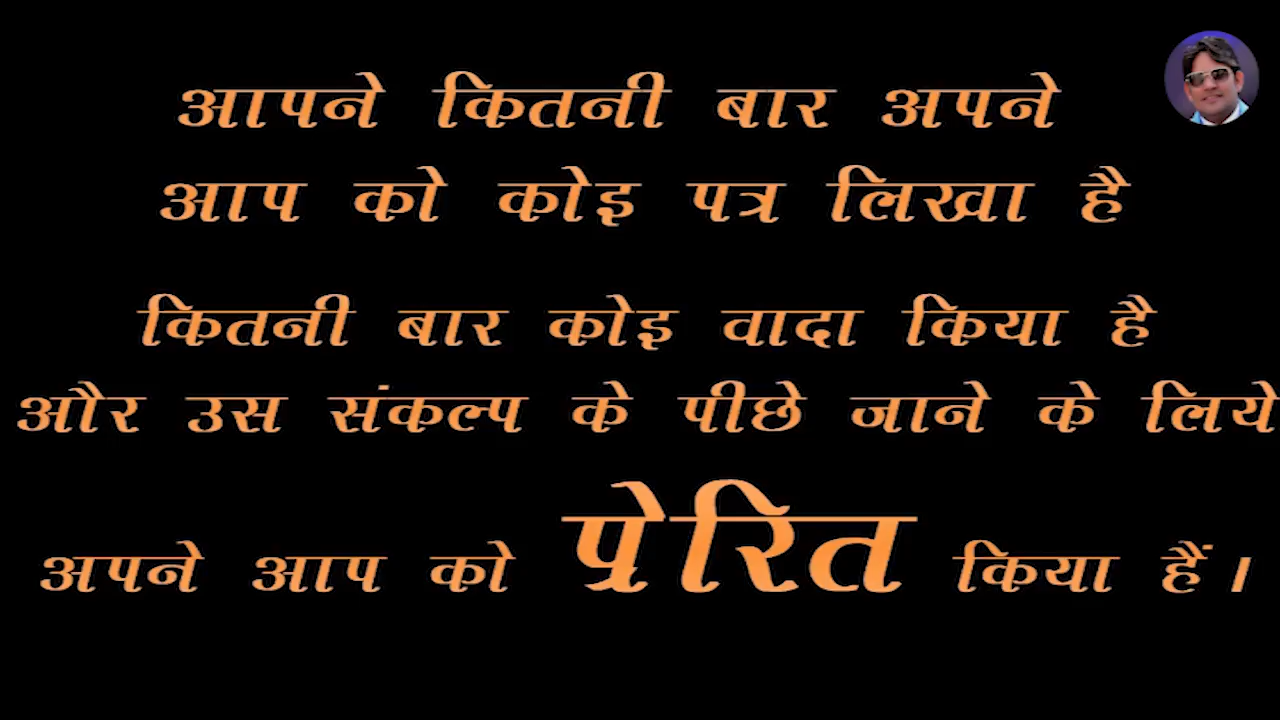 आपने कितनी बार अपने
आप को कोइ पत्र लिखा है
कितनी बार कोइ वादा किया है
और उस संकल्प के पीछे जाने के लिये
अपने आप को प्रेरित किया हैं।